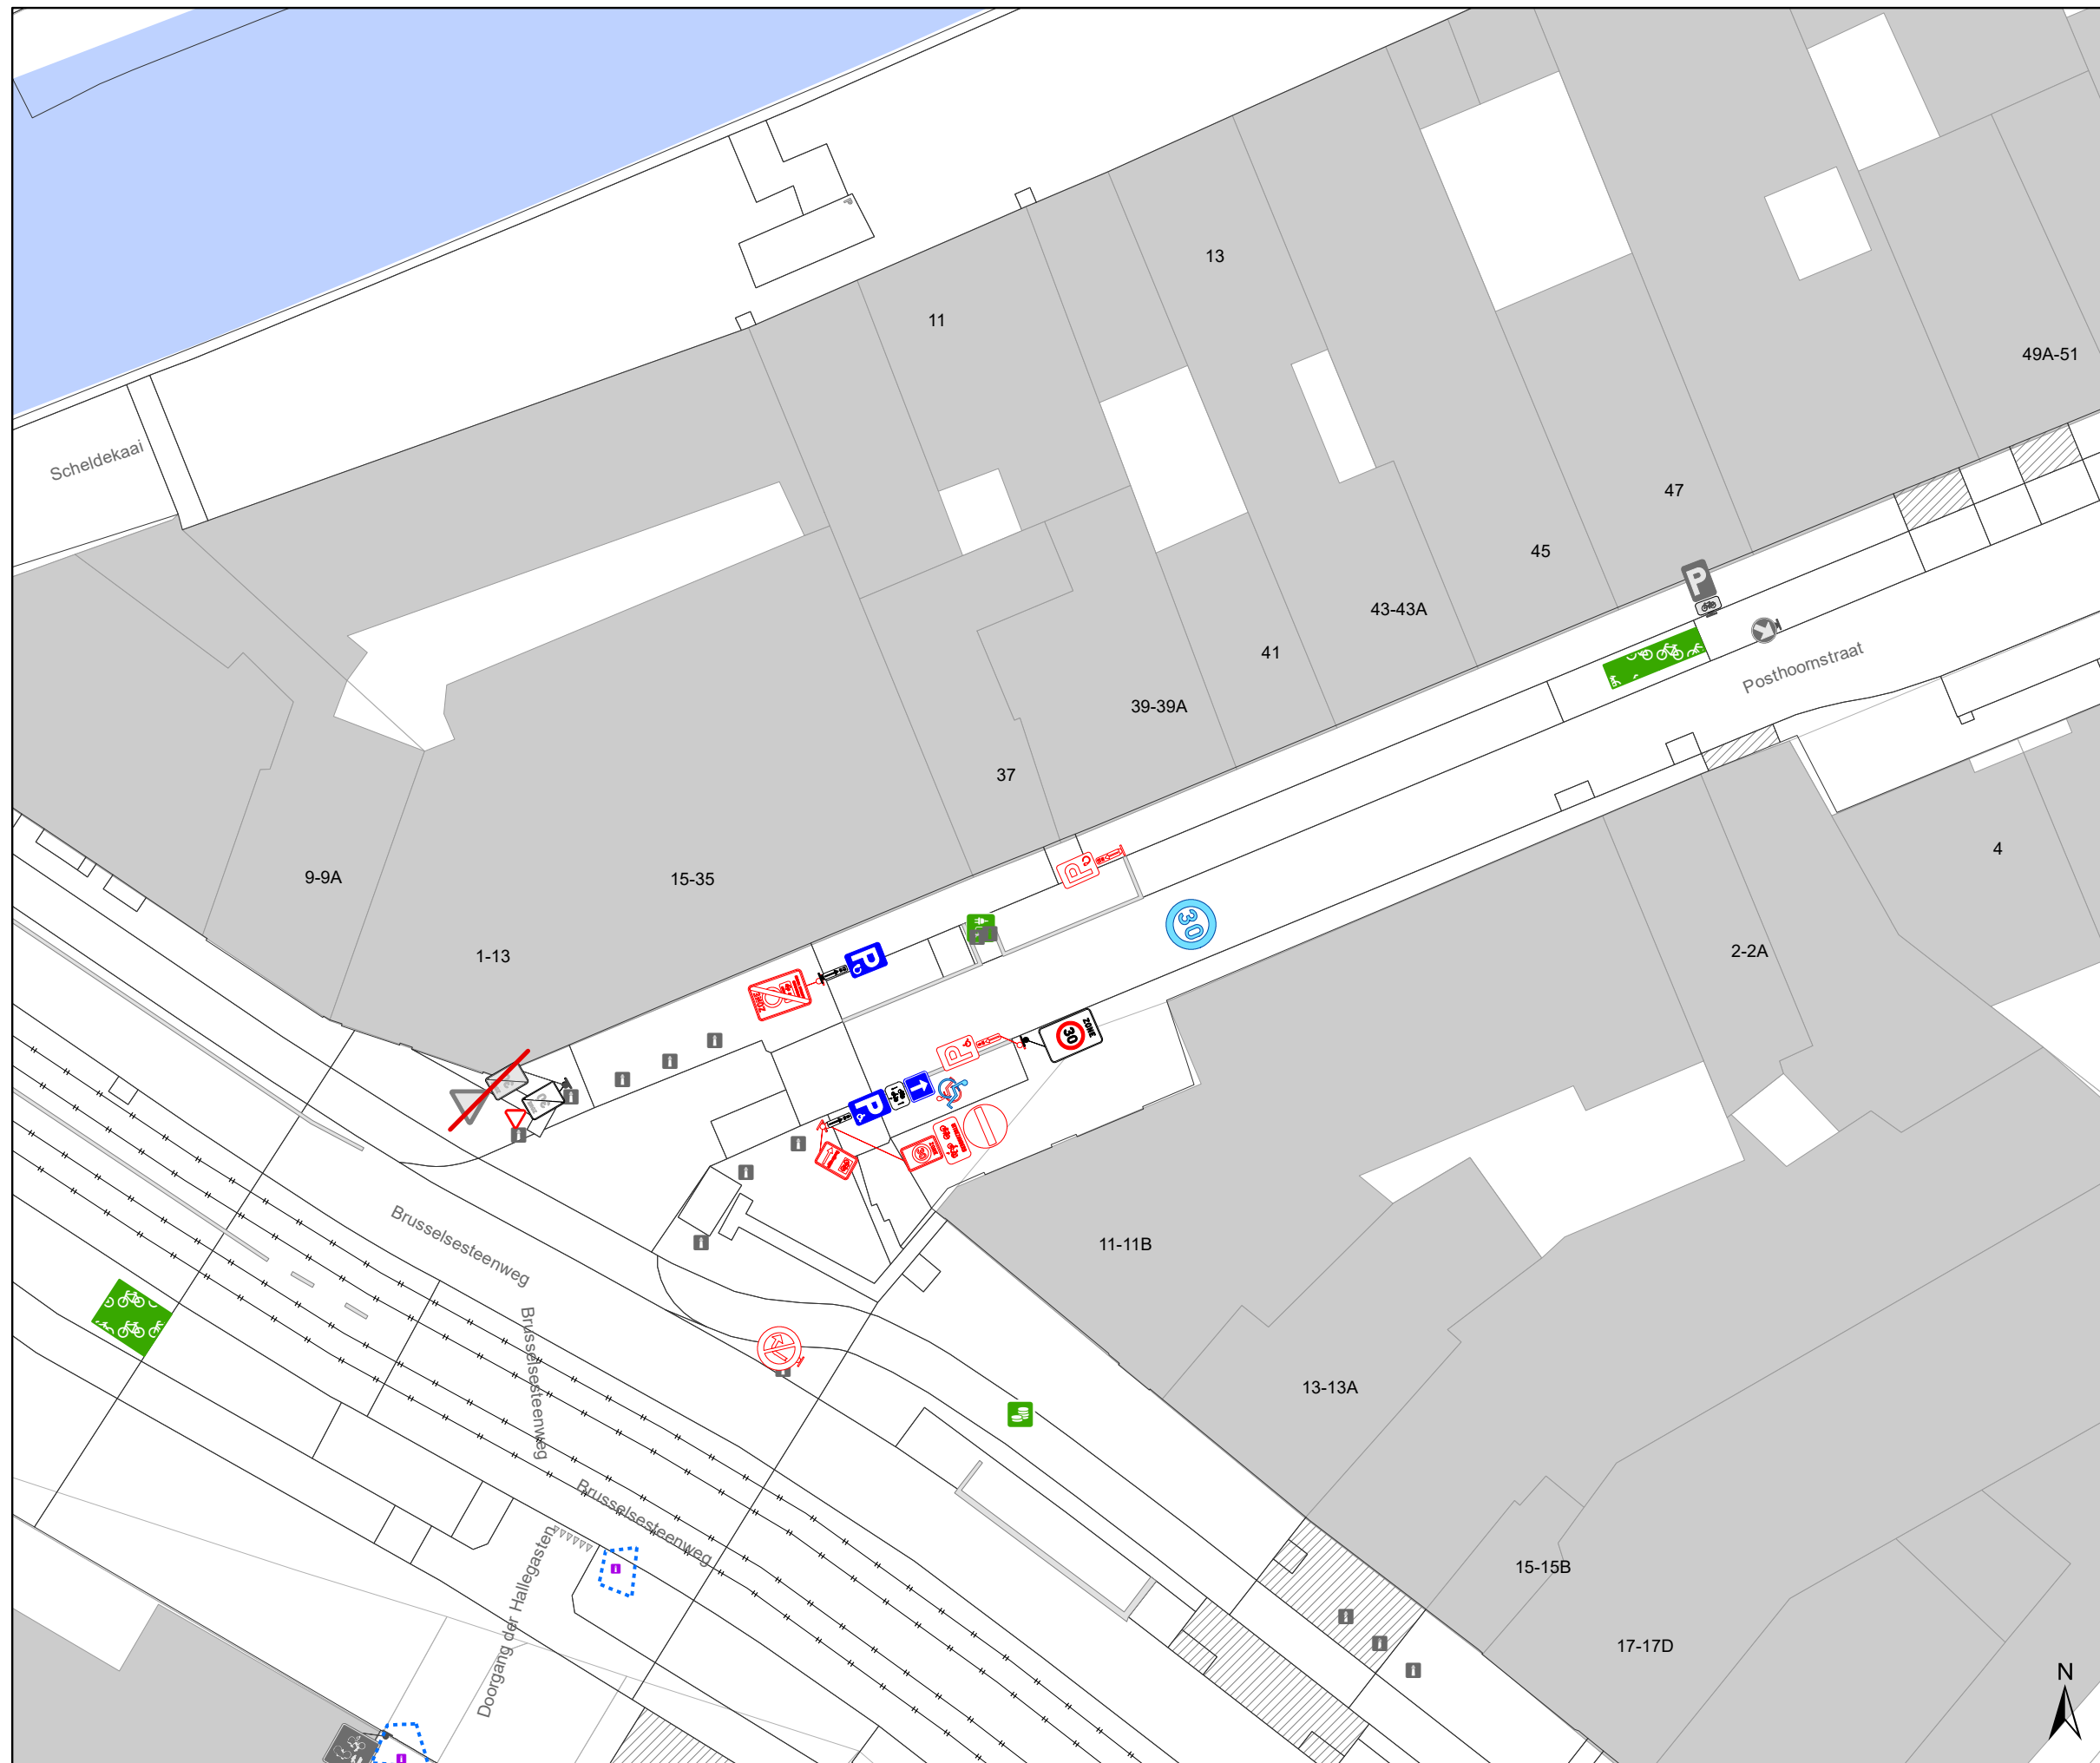 13
11
49A-51
Scheldekaai
47
45
P
43-43A
41
Posthoornstraat
39-39A
37
4
9-9A
15-35
P
30
2-2A
1-13
P
ZONE
30
ZONE
P
P
30
Brusselsesteenweg
11-11B
Brusselsesteenweg
13-13A
Brusselsesteenweg
Doorgang der Hallegasten
15-15B
17-17D
N